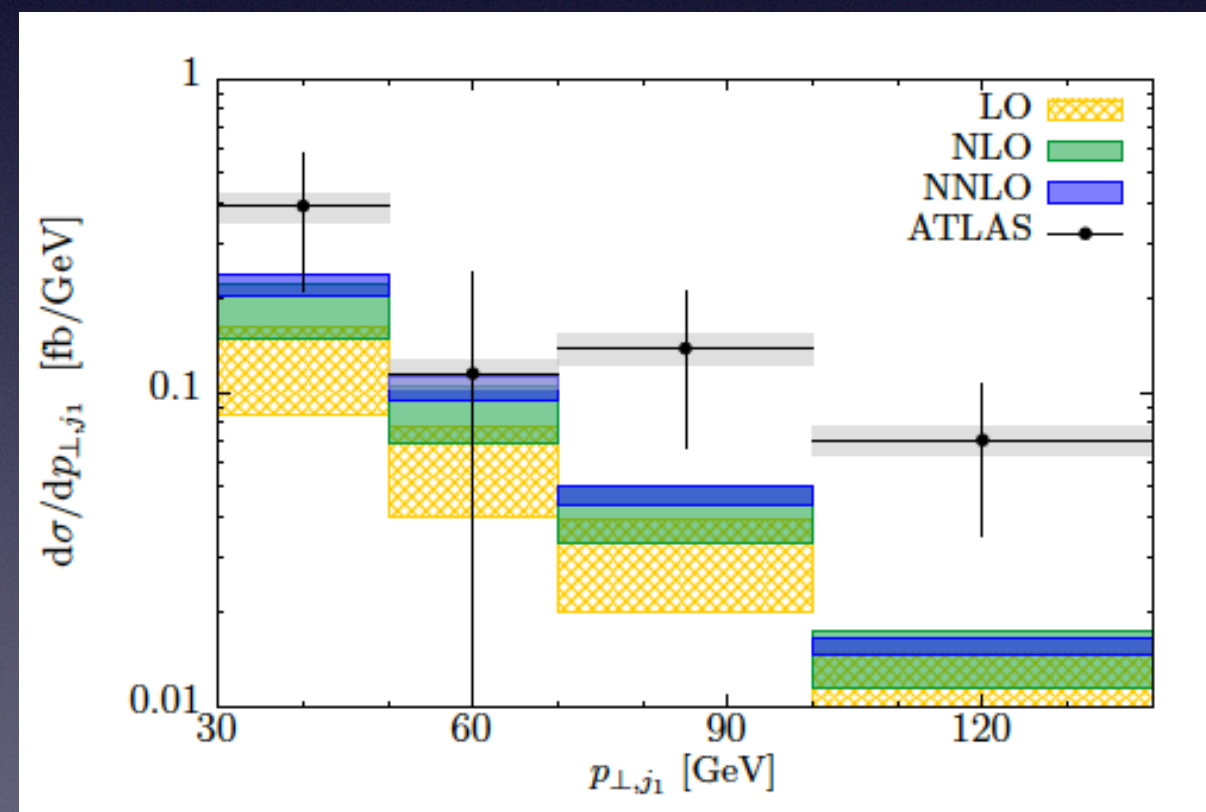 1
0.1
0.01
dσ/dp⊥,j₁ [fb/GeV]
LO
NLO
NNLO
ATLAS
30 60 90 120
p⊥,j₁ [GeV]